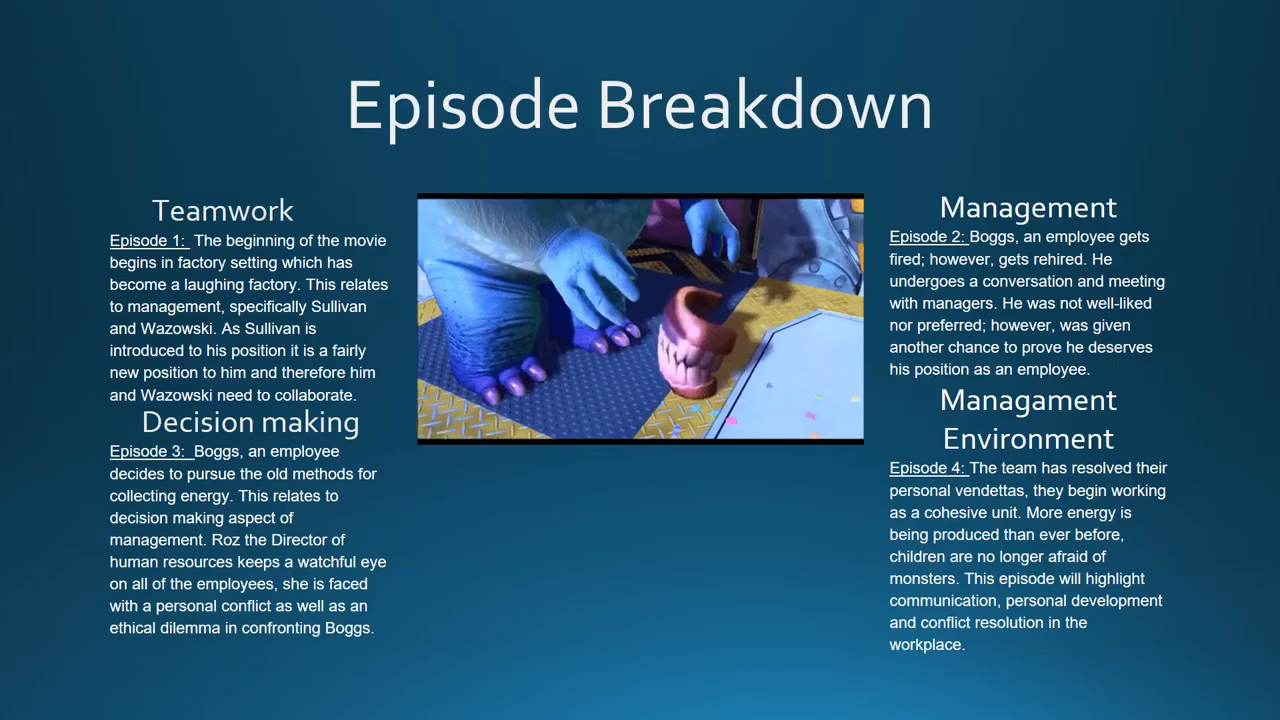 Episode Breakdown
Teamwork
Episode 1:  The beginning of the movie
begins in factory setting which has
become a laughing factory. This relates
to management, specifically Sullivan
and Wazowski. As Sullivan is
introduced to his position it is a fairly
new position to him and therefore him
and Wazowski need to collaborate.
Decision making
Episode 3:  Boggs, an employee
decides to pursue the old methods for
collecting energy. This relates to
decision making aspect of
management. Roz the Director of
human resources keeps a watchful eye
on all of the employees, she is faced
with a personal conflict as well as an
ethical dilemma in confronting Boggs.
Management
Episode 2: Boggs, an employee gets
fired; however, gets rehired. He
undergoes a conversation and meeting
with managers. He was not well-liked
nor preferred; however, was given
another chance to prove he deserves
his position as an employee.
Managament
Environment
Episode 4: The team has resolved their
personal vendettas, they begin working
as a cohesive unit. More energy is
being produced than ever before,
children are no longer afraid of
monsters. This episode will highlight
communication, personal development
and conflict resolution in the
workplace.